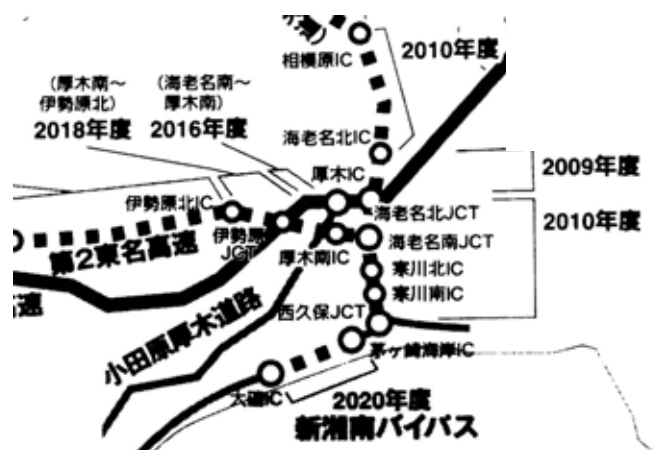 2010年度
相模原IC
(厚木南〜
伊勢原北)
2018年度
(海老名南〜
厚木南)
2016年度
海老名北IC
厚木IC
2009年度
伊勢原北IC
海老名北JCT
2010年度
伊勢原
JCT
海老名南JCT
第2東名高速
厚木南IC
寒川北IC
寒川南IC
高速
西久保JCT
小田原厚木道路
茅ヶ崎海岸IC
大磯IC
2020年度
新湘南バイパス